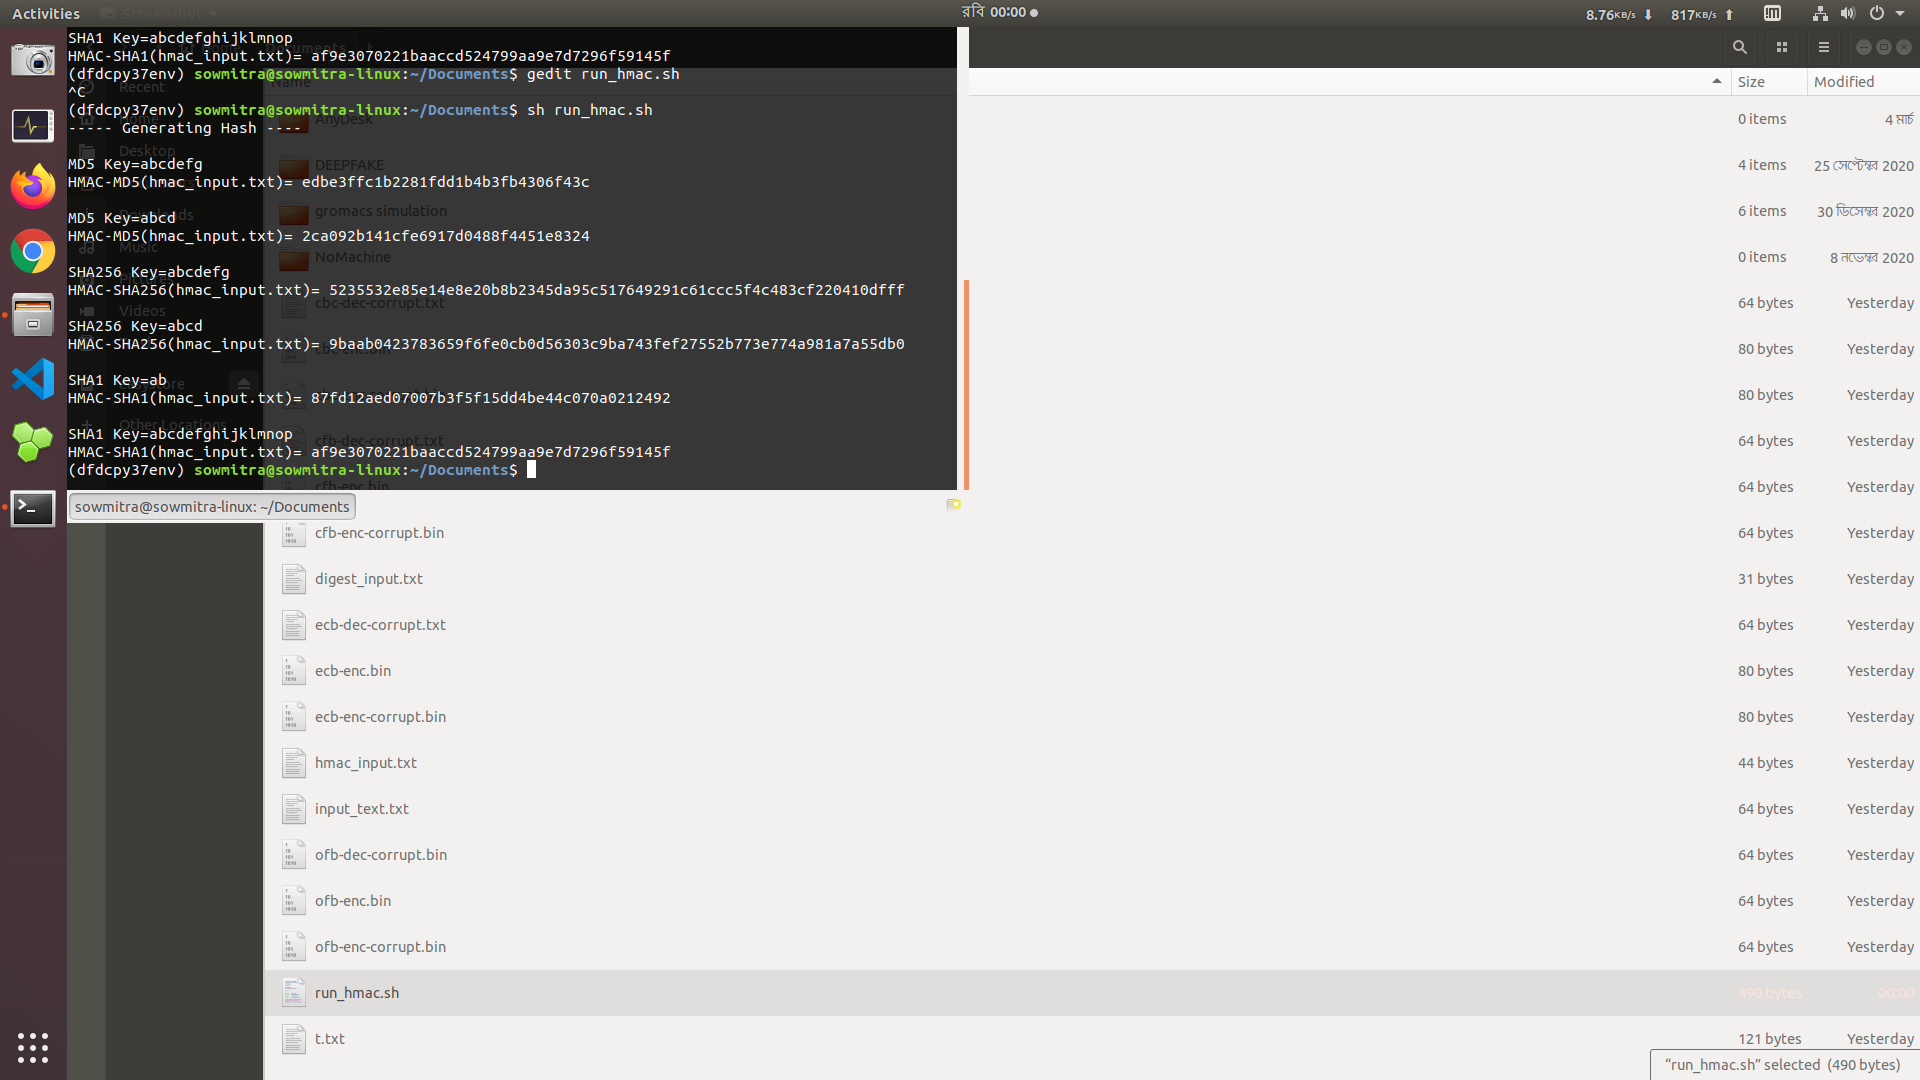 Activities
Screenshot
রবি 00:00
8.76KB/s
817KB/s
SHA1 Key=abcdefghijklmnop
HMAC-SHA1(hmac_input.txt)= af9e3070221baaccd524799aa9e7d7296f59145f
(dfdcpy37env) sowmitra@sowmitra-linux:~/Documents$ gedit run_hmac.sh
^C
(dfdcpy37env) sowmitra@sowmitra-linux:~/Documents$ sh run_hmac.sh
----- Generating Hash ----
MD5 Key=abcdefg
HMAC-MD5(hmac_input.txt)= edbe3ffc1b2281fdd1b4b3fb4306f43c
MD5 Key=abcd
HMAC-MD5(hmac_input.txt)= 2ca092b141cfe6917d0488f4451e8324
SHA256 Key=abcdefg
HMAC-SHA256(hmac_input.txt)= 5235532e85e14e8e20b8b2345da95c517649291c61ccc5f4c483cf220410dfff
SHA256 Key=abcd
HMAC-SHA256(hmac_input.txt)= 9baab0423783659f6fe0cb0d56303c9ba743fef27552b773e774a981a7a55db0
SHA1 Key=ab
HMAC-SHA1(hmac_input.txt)= 87fd12aed07007b3f5f15dd4be44c070a0212492
SHA1 Key=abcdefghijklmnop
HMAC-SHA1(hmac_input.txt)= af9e3070221baaccd524799aa9e7d7296f59145f
(dfdcpy37env) sowmitra@sowmitra-linux:~/Documents$
sowmitra@sowmitra-linux: ~/Documents
Recent
Home
Desktop
Music
Videos
Other Locations
Name Size Modified
AnyDesk 0 items 4 মার্চ
DEEPFAKE 4 items 25 সেপ্টেম্বর 2020
gromacs simulation 6 items 30 ডিসেম্বর 2020
NoMachine 0 items 8 নভেম্বর 2020
cbc-dec-corrupt.txt 64 bytes Yesterday
cbc-enc.bin 80 bytes Yesterday
80 bytes Yesterday
cfb-dec-corrupt.txt 64 bytes Yesterday
cfb-enc.bin 64 bytes Yesterday
cfb-enc-corrupt.bin 64 bytes Yesterday
digest_input.txt 31 bytes Yesterday
ecb-dec-corrupt.txt 64 bytes Yesterday
ecb-enc.bin 80 bytes Yesterday
ecb-enc-corrupt.bin 80 bytes Yesterday
hmac_input.txt 44 bytes Yesterday
input_text.txt 64 bytes Yesterday
ofb-dec-corrupt.bin 64 bytes Yesterday
ofb-enc.bin 64 bytes Yesterday
ofb-enc-corrupt.bin 64 bytes Yesterday
run_hmac.sh 490 bytes 00:00
t.txt 121 bytes Yesterday
“run_hmac.sh” selected (490 bytes)